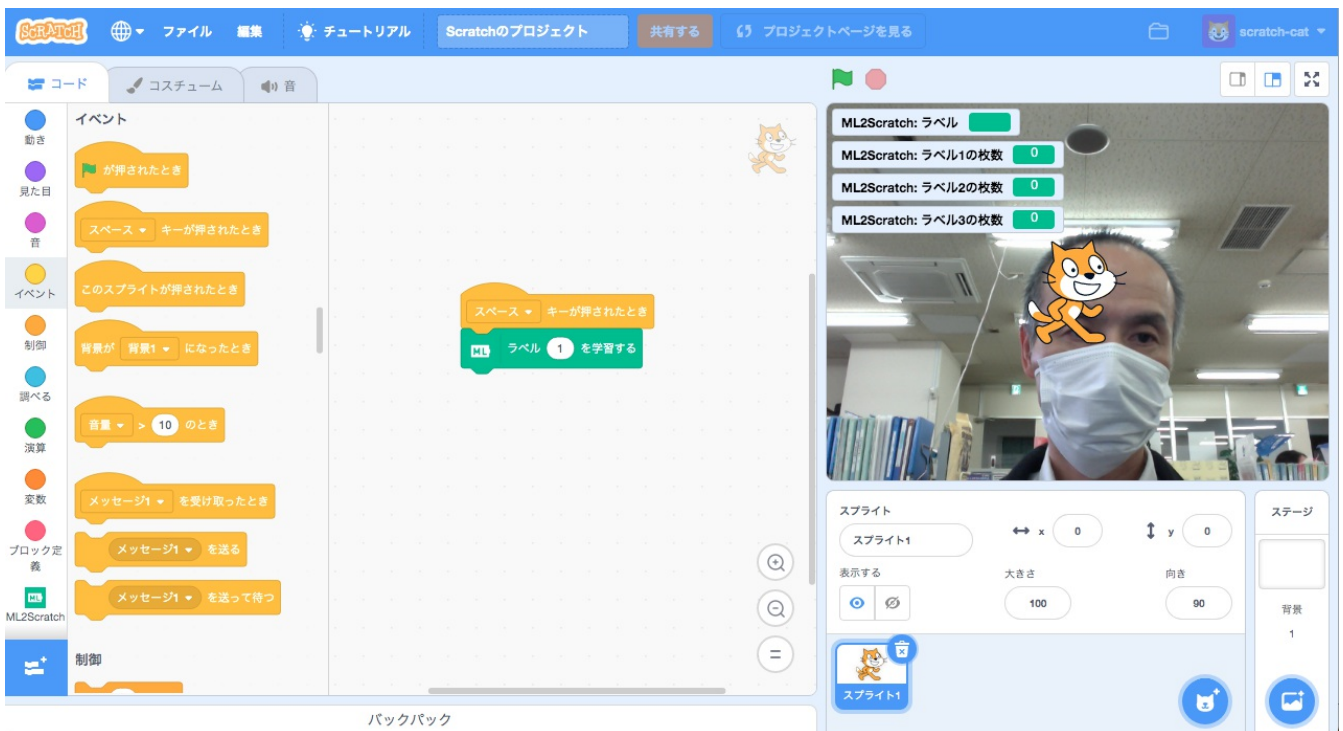 SCRATCH ファイル 編集 チュートリアル Scratchのプロジェクト 共有する プロジェクトページを見る scratch-cat
コード コスチューム 音
動き
見た目
音
イベント
制御
調べる
演算
変数
ブロック定
義
ML
ML2Scratch
イベント
が押されたとき
スペース キーが押されたとき
このスプライトが押されたとき
背景が 背景1 になったとき
音量 > 10 のとき
メッセージ1 を受け取ったとき
メッセージ1 を送る
メッセージ1 を送って待つ
制御
スペース キーが押されたとき
ML ラベル 1 を学習する
バックパック
ML2Scratch: ラベル
ML2Scratch: ラベル1の枚数 0
ML2Scratch: ラベル2の枚数 0
ML2Scratch: ラベル3の枚数 0
スプライト
スプライト1 x 0 y 0
表示する 大きさ 向き
100 90
スプライト1
ステージ
背景
1